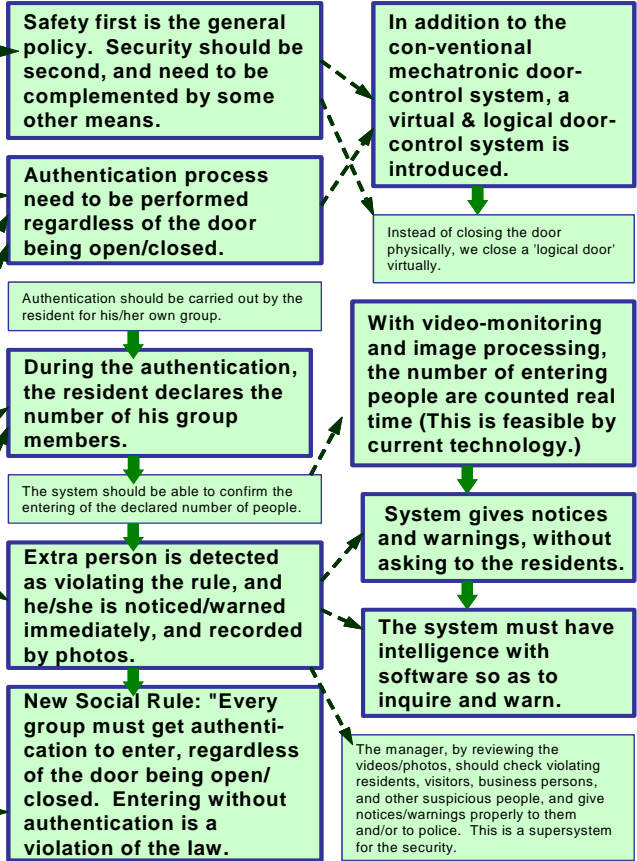 Safety first is the general
policy.  Security should be
second, and need to be
complemented by some
other means.
Authentication process
need to be performed
regardless of the door
being open/closed.
Authentication should be carried out by the
resident for his/her own group.
During the authentication,
the resident declares the
number of his group
members.
The system should be able to confirm the
entering of the declared number of people.
Extra person is detected
as violating the rule, and
he/she is noticed/warned
immediately, and recorded
by photos.
New Social Rule: "Every
group must get authenti-
cation to enter, regardless
of the door being open/
closed.  Entering without
authentication is a
violation of the law.
In addition to the
con-ventional
mechatronic door-
control system, a
virtual & logical door-
control system is
introduced.
Instead of closing the door
physically, we close a 'logical door'
virtually.
With video-monitoring
and image processing,
the number of entering
people are counted real
time (This is feasible by
current technology.)
System gives notices
and warnings, without
asking to the residents.
The system must have
intelligence with
software so as to
inquire and warn.
The manager, by reviewing the
videos/photos, should check violating
residents, visitors, business persons,
and other suspicious people, and give
notices/warnings properly to them
and/or to police.  This is a supersystem
for the security.